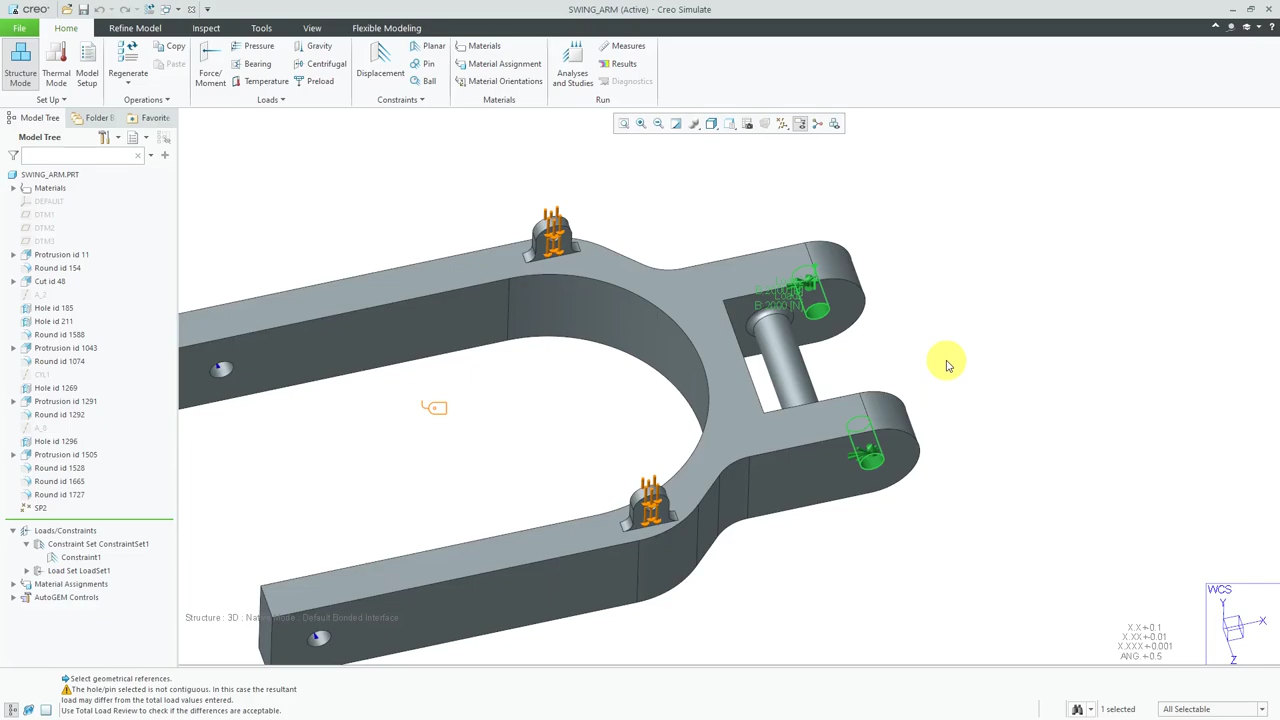 creo
SWING_ARM (Active) - Creo Simulate
File
Home
Refine Model
Inspect
Tools
View
Flexible Modeling
Structure Mode
Thermal Mode
Model Setup
Set Up
Regenerate
Copy
Paste
Operations
Force/Moment
Pressure
Bearing
Temperature
Gravity
Centrifugal
Preload
Loads
Displacement
Planar
Pin
Ball
Constraints
Materials
Material Assignment
Material Orientations
Materials
Analyses and Studies
Measures
Results
Diagnostics
Run
Model Tree
Folder B
Favorite
Model Tree
SWING_ARM.PRT
Materials
DEFAULT
DTM1
DTM2
DTM3
Protrusion id 11
Round id 154
Cut id 48
A_2
Hole id 185
Hole id 211
Round id 1588
Protrusion id 1043
Round id 1074
CYL1
Hole id 1269
Protrusion id 1291
Round id 1292
A_0
Hole id 1296
Protrusion id 1505
Round id 1528
Round id 1665
Round id 1727
SP2
Loads/Constraints
Constraint Set ConstraintSet1
Constraint1
Load Set LoadSet1
Material Assignments
AutoGEM Controls
Structure : 3D : Native Mode : Default Bonded Interface
WCS
Y
X
Z
X.X+-0.1
X.XX+-0.01
X.XXX+-0.001
ANG.+-0.5
Select geometrical references.
The hole/pin selected is not contiguous. In this case the resultant
load may differ from the total load values entered.
Use Total Load Review to check if the differences are acceptable.
1 selected
All Selectable